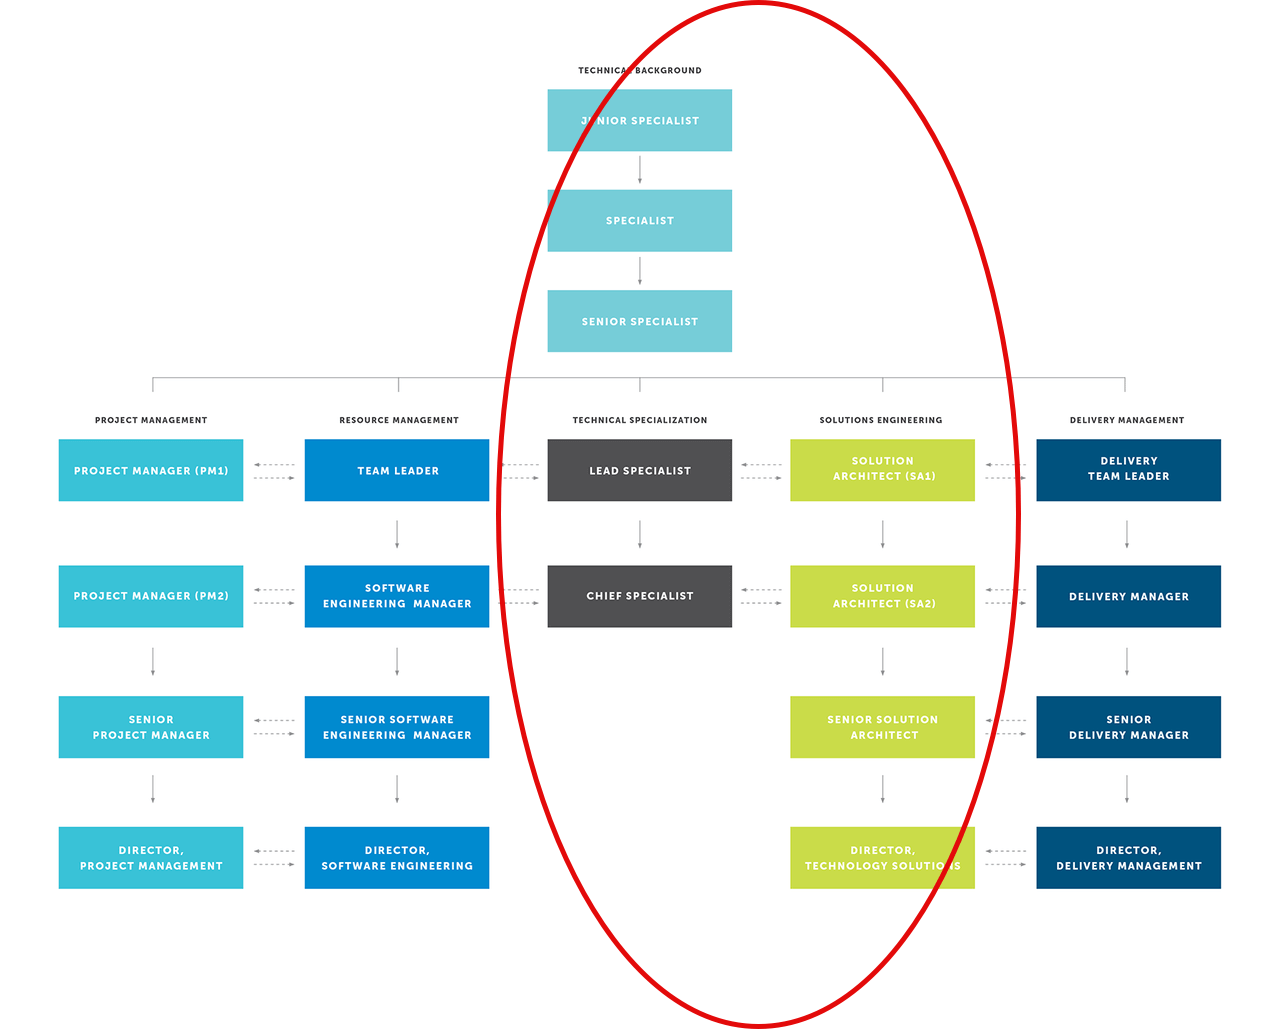 TECHNICAL BACKGROUND
JUNIOR SPECIALIST
SPECIALIST
SENIOR SPECIALIST
PROJECT MANAGEMENT
RESOURCE MANAGEMENT
TECHNICAL SPECIALIZATION
SOLUTIONS ENGINEERING
DELIVERY MANAGEMENT
PROJECT MANAGER (PM1)
TEAM LEADER
LEAD SPECIALIST
SOLUTION
ARCHITECT (SA1)
DELIVERY
TEAM LEADER
PROJECT MANAGER (PM2)
SOFTWARE
ENGINEERING MANAGER
CHIEF SPECIALIST
SOLUTION
ARCHITECT (SA2)
DELIVERY MANAGER
SENIOR
PROJECT MANAGER
SENIOR SOFTWARE
ENGINEERING MANAGER
SENIOR SOLUTION
ARCHITECT
SENIOR
DELIVERY MANAGER
DIRECTOR,
PROJECT MANAGEMENT
DIRECTOR,
SOFTWARE ENGINEERING
DIRECTOR,
TECHNOLOGY SOLUTIONS
DIRECTOR,
DELIVERY MANAGEMENT